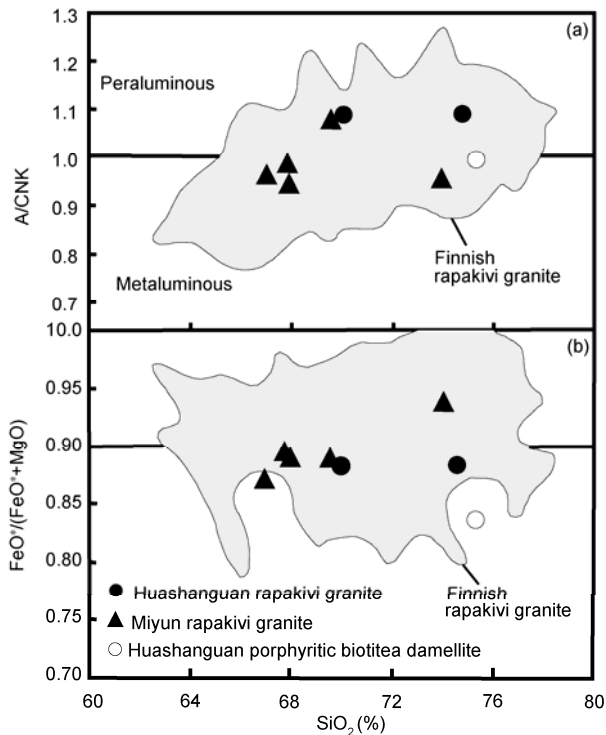 1.3
(a)
1.2
Peraluminous
1.1
1.0
A/CNK
0.9
Finnish
rapakivi granite
0.8
Metaluminous
0.7
10.0
(b)
0.95
0.90
FeO*/(FeO*+MgO)
0.85
0.80
Huashanguan rapakivi granite
Finnish
rapakivi granite
0.75
Miyun rapakivi granite
Huashanguan porphyritic biotitea damellite
0.70
60 64 68 72 76 80
SiO2(%)